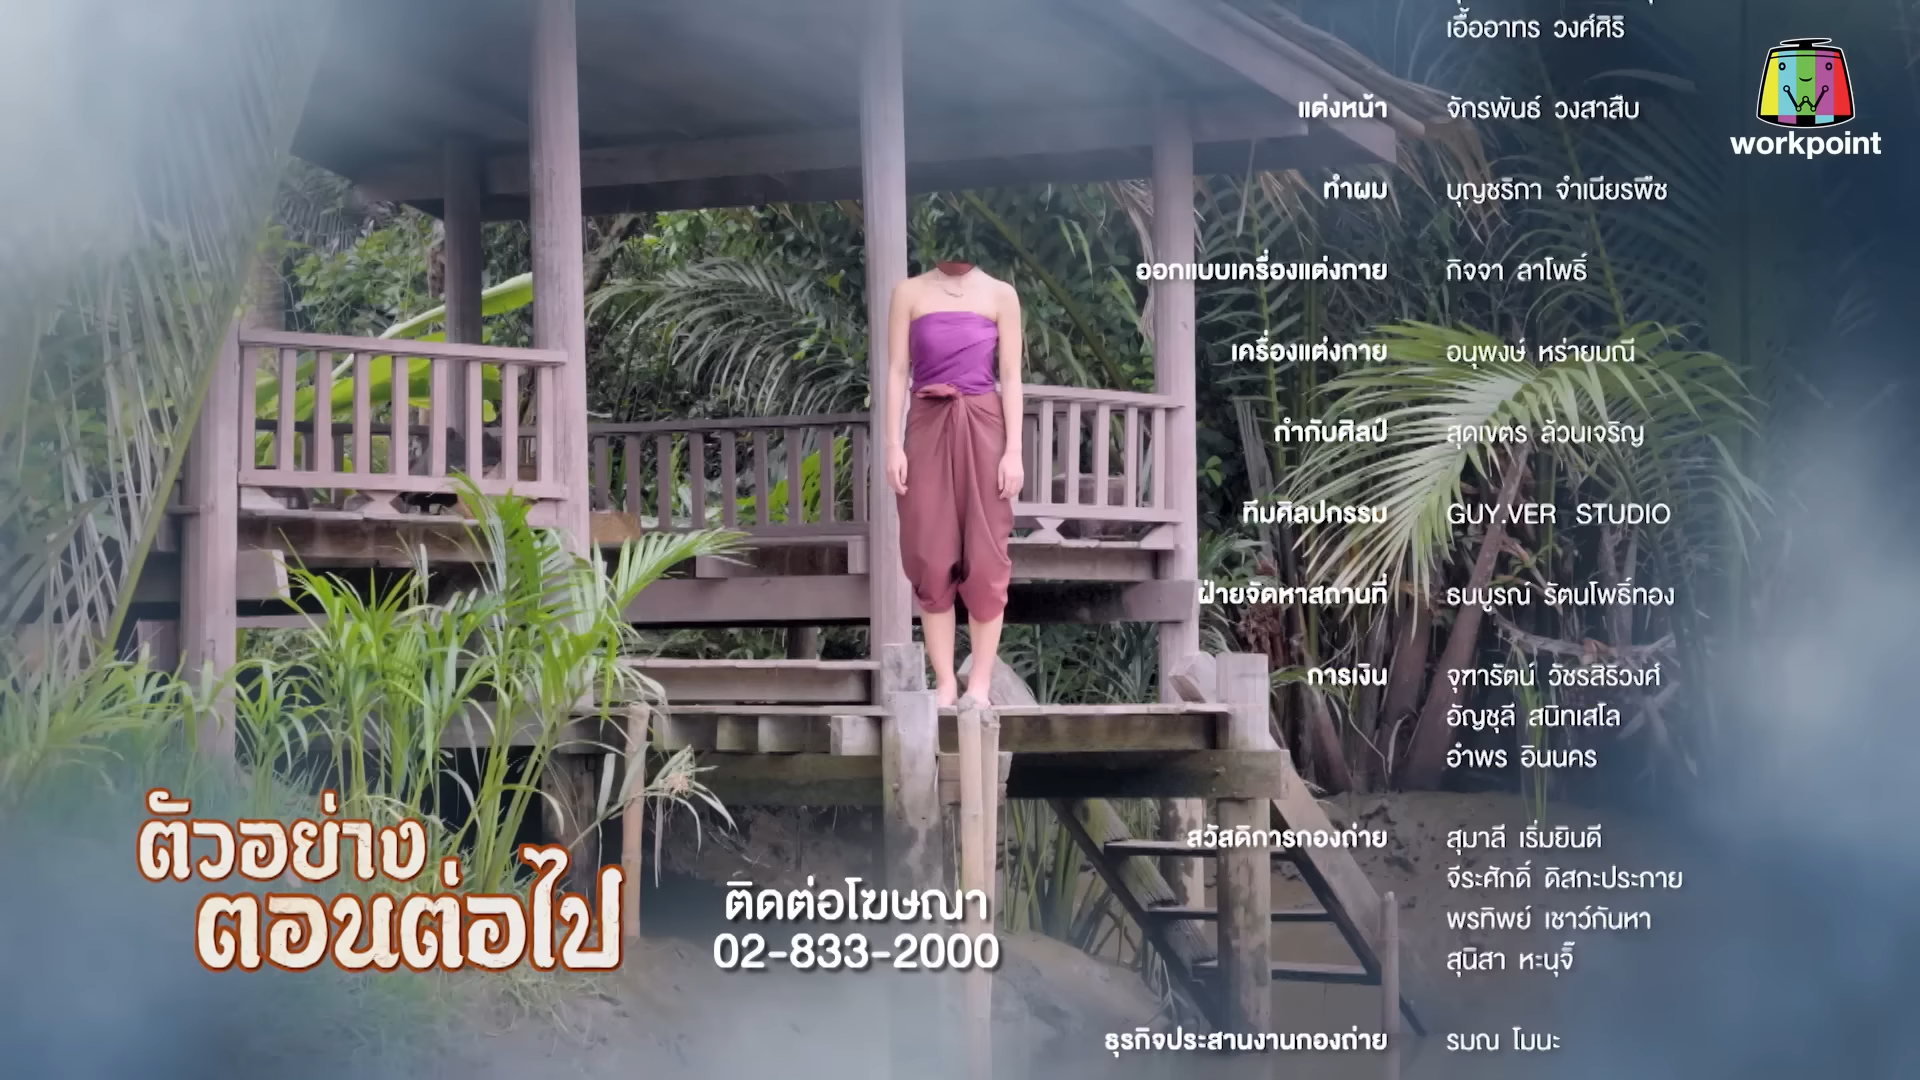 เอื้ออาทร วงศ์ศิริ
workpoint
แต่งหน้า จักรพันธ์ วงสาสืบ
ทำผม บุญชริกา จำเนียรพืช
ออกแบบเครื่องแต่งกาย กิจจา ลาโพธิ์
เครื่องแต่งกาย อนุพงษ์ หร่ายมณี
กำกับศิลป์ สุดเขตร ล้วนเจริญ
ทีมศิลปกรรม GUY.VER STUDIO
ฝ่ายจัดหาสถานที่ ธนบูรณ์ รัตนโพธิ์ทอง
การเงิน จุฑารัตน์ วัชรสิริวงศ์
อัญชุลี สนิทเสโล
อำพร อินนคร
สวัสดิการกองถ่าย สุมาลี เริ่มยินดี
จีระศักดิ์ ดิสกะประกาย
พรทิพย์ เชาว์กันหา
สุนิสา หะนุจิ๊
ธุรกิจประสานงานกองถ่าย รมณ โมนะ
ตัวอย่าง
ตอนต่อไป
ติดต่อโฆษณา
02-833-2000